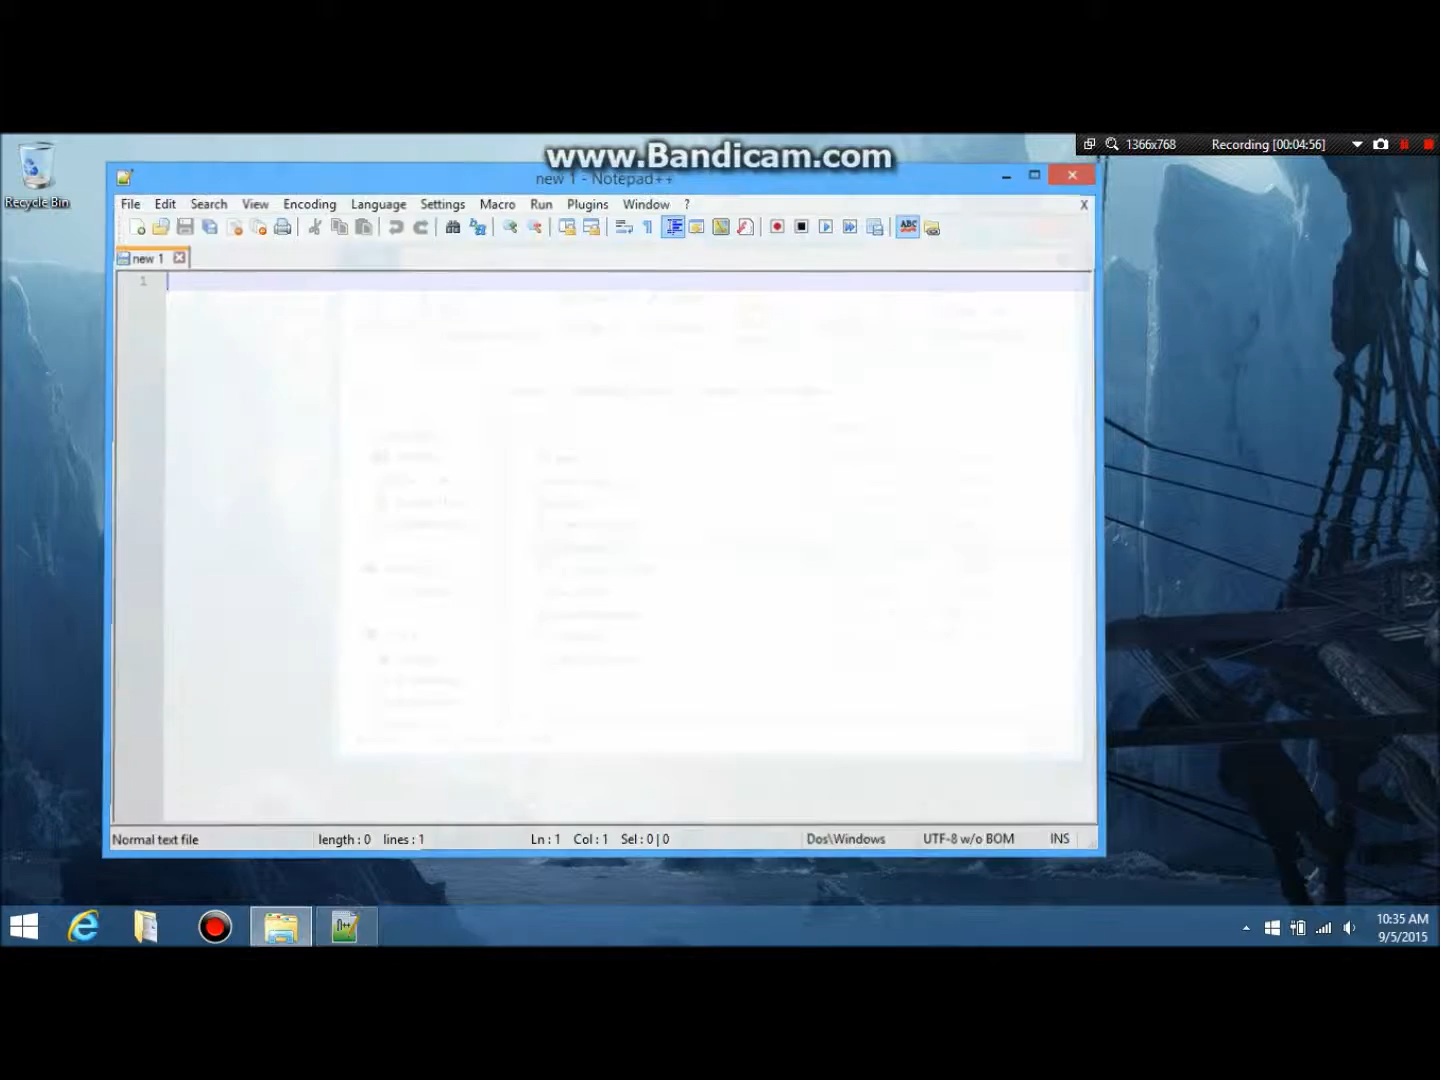 www.Bandicam.com
1366x768 Recording [00:04:56]
Recycle Bin
new 1 - Notepad++
File Edit Search View Encoding Language Settings Macro Run Plugins Window ? X
ABC
new 1
1
Normal text file length : 0 lines : 1 Ln : 1 Col : 1 Sel : 0 | 0 Dos\Windows UTF-8 w/o BOM INS
10:35 AM
9/5/2015